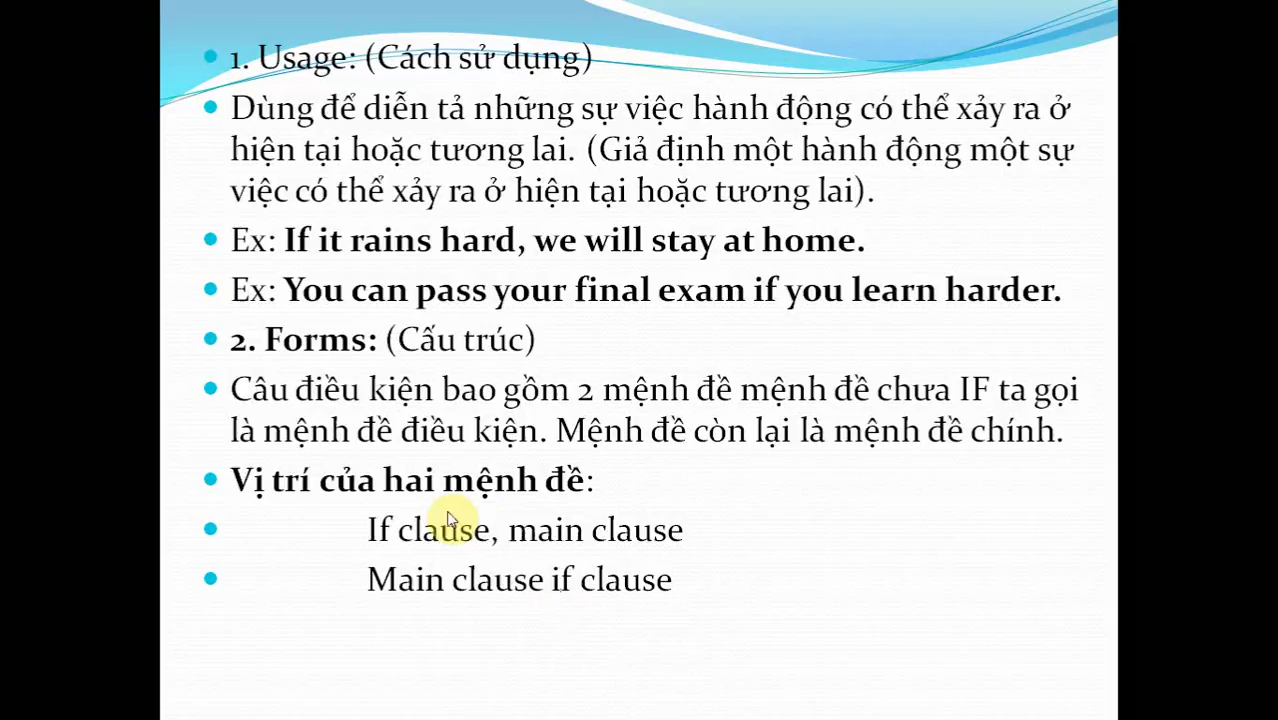 1. Usage: (Cách sử dụng)
Dùng để diễn tả những sự việc hành động có thể xảy ra ở
hiện tại hoặc tương lai. (Giả định một hành động một sự
việc có thể xảy ra ở hiện tại hoặc tương lai).
Ex: If it rains hard, we will stay at home.
Ex: You can pass your final exam if you learn harder.
2. Forms: (Cấu trúc)
Câu điều kiện bao gồm 2 mệnh đề mệnh đề chưa IF ta gọi
là mệnh đề điều kiện. Mệnh đề còn lại là mệnh đề chính.
Vị trí của hai mệnh đề:
If clause, main clause
Main clause if clause